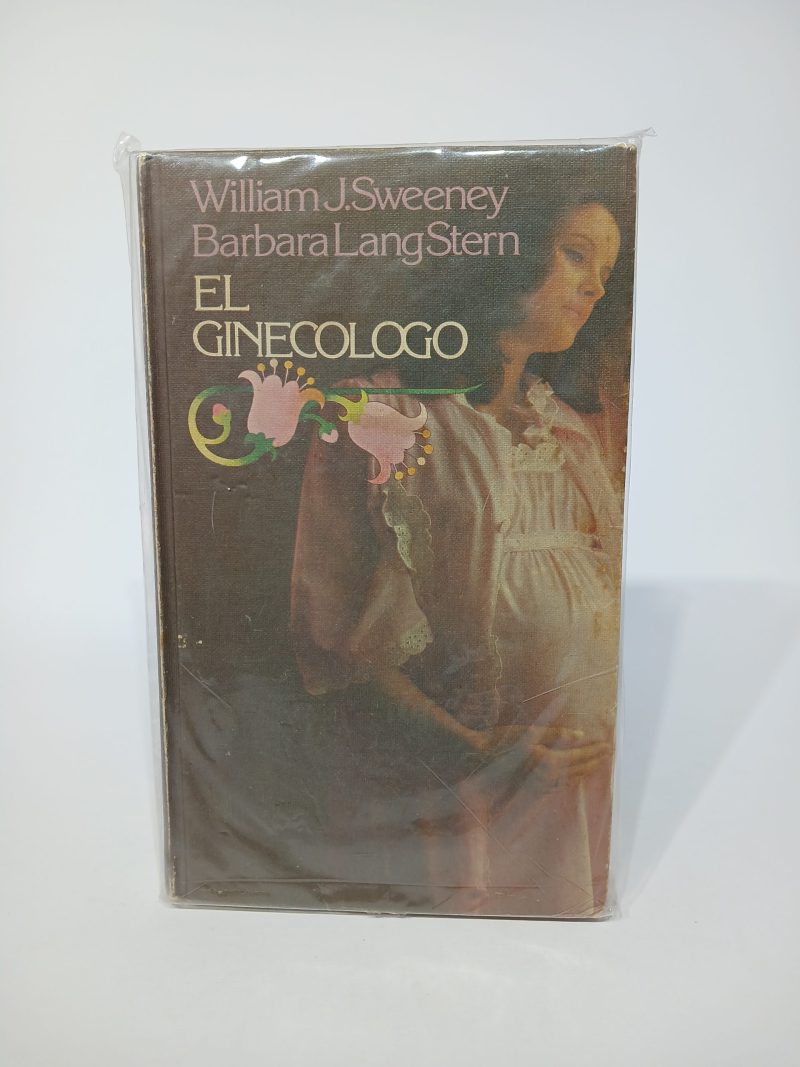 William J. Sweeney
Barbara Lang Stern
EL
GINECOLOGO